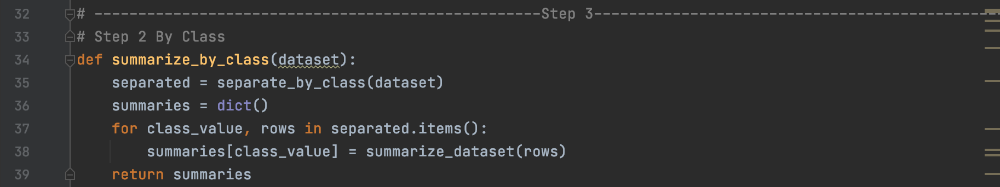 32 # ---------------------------------------------------Step 3----------------------------------------------
33 # Step 2 By Class
34 def summarize_by_class(dataset):
35     separated = separate_by_class(dataset)
36     summaries = dict()
37     for class_value, rows in separated.items():
38         summaries[class_value] = summarize_dataset(rows)
39     return summaries